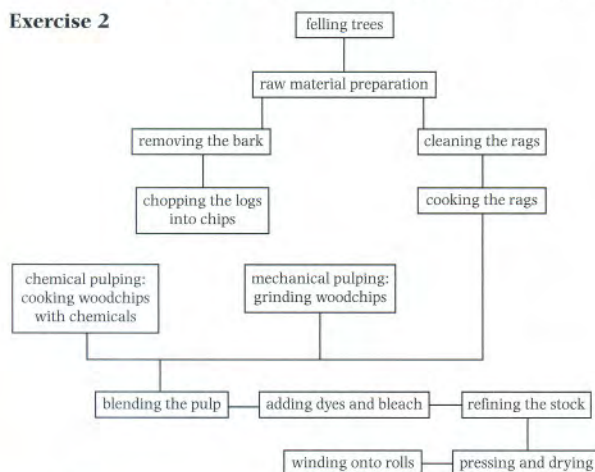 Exercise 2
felling trees
raw material preparation
removing the bark
cleaning the rags
chopping the logs
into chips
cooking the rags
chemical pulping:
cooking woodchips
with chemicals
mechanical pulping:
grinding woodchips
blending the pulp
adding dyes and bleach
refining the stock
winding onto rolls
pressing and drying